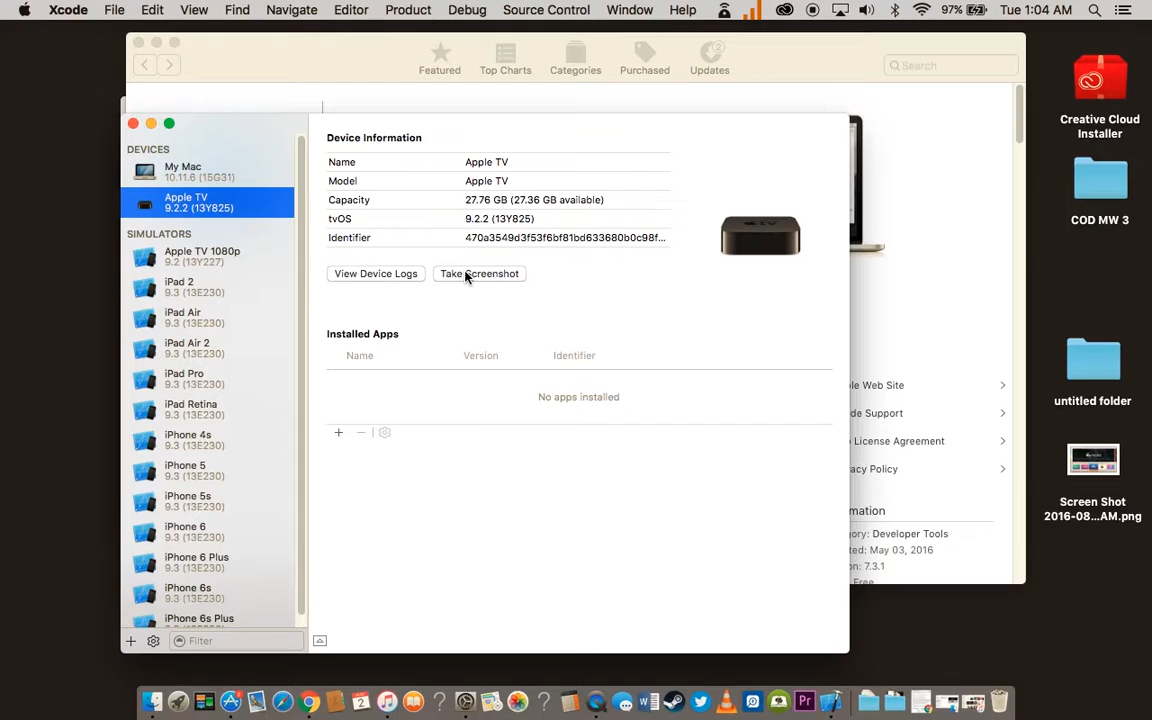 Xcode File Edit View Find Navigate Editor Product Debug Source Control Window Help 97% Tue 1:04 AM
Featured Top Charts Categories Purchased Updates
2
Search
Device Information
DEVICES
My Mac
10.11.6 (15G31)
Apple TV
9.2.2 (13Y825)
SIMULATORS
Apple TV 1080p
9.2 (13Y227)
iPad 2
9.3 (13E230)
iPad Air
9.3 (13E230)
iPad Air 2
9.3 (13E230)
iPad Pro
9.3 (13E230)
iPad Retina
9.3 (13E230)
iPhone 4s
9.3 (13E230)
iPhone 5
9.3 (13E230)
iPhone 5s
9.3 (13E230)
iPhone 6
9.3 (13E230)
iPhone 6 Plus
9.3 (13E230)
iPhone 6s
9.3 (13E230)
iPhone 6s Plus
Filter
Name Apple TV
Model Apple TV
Capacity 27.76 GB (27.36 GB available)
tvOS 9.2.2 (13Y825)
Identifier 470a3549d3f53f6bf81bd633680b0c98f...
View Device Logs Take Screenshot
Installed Apps
Name Version Identifier
No apps installed
le Web Site
de Support
License Agreement
acy Policy
mation
gory: Developer Tools
ted: May 03, 2016
on: 7.3.1
Free
Creative Cloud
Installer
COD MW 3
untitled folder
Screen Shot
2016-08...AM.png